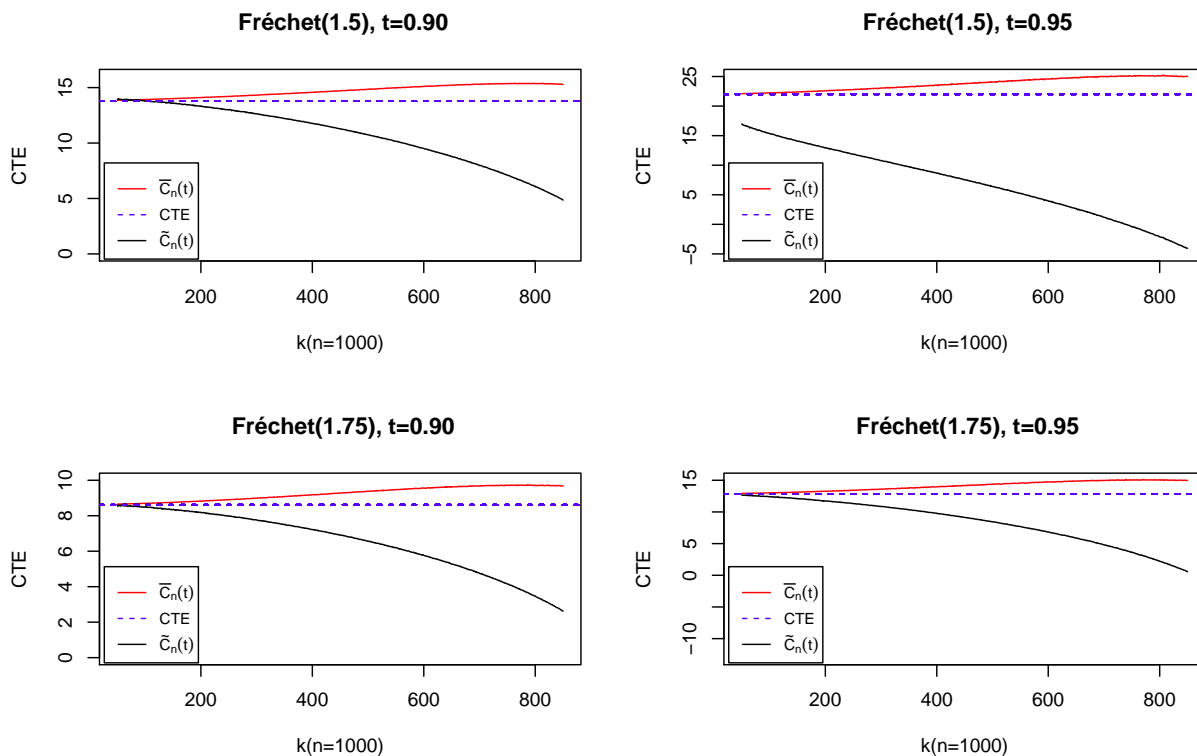 Fréchet(1.5), t=0.90
CTE
15
10
5
0
C̅n(t)
CTE
C̃n(t)
200 400 600 800
k(n=1000)
Fréchet(1.5), t=0.95
CTE
25
15
5
−5
C̅n(t)
CTE
C̃n(t)
200 400 600 800
k(n=1000)
Fréchet(1.75), t=0.90
CTE
10
8
6
4
2
0
C̅n(t)
CTE
C̃n(t)
200 400 600 800
k(n=1000)
Fréchet(1.75), t=0.95
CTE
15
5
0
−10
C̅n(t)
CTE
C̃n(t)
200 400 600 800
k(n=1000)